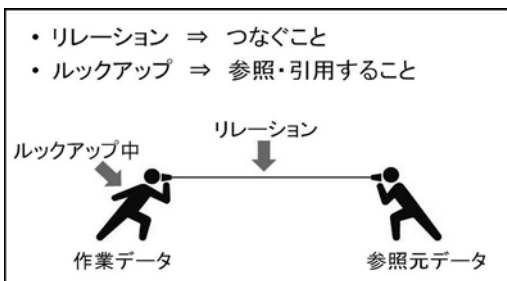 • リレーション ⇒ つなぐこと
• ルックアップ ⇒ 参照・引用すること
リレーション
ルックアップ中
作業データ
参照元データ